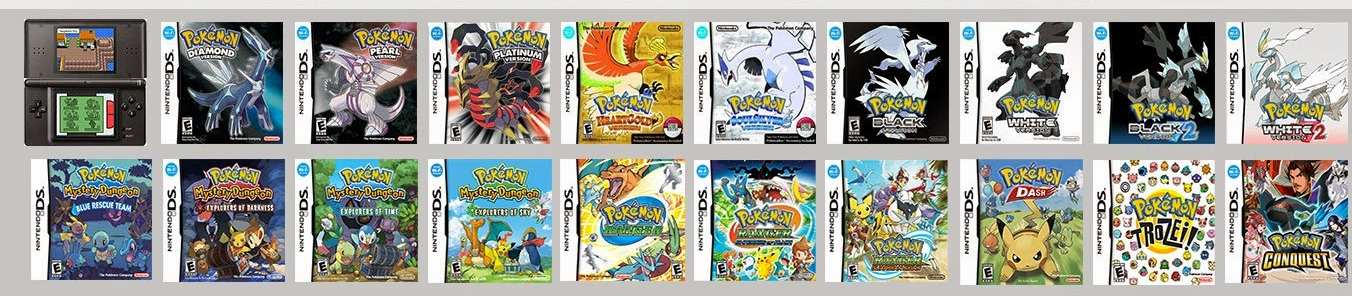 NINTENDO DS.
Pokémon
DIAMOND
VERSION
NINTENDO DS.
Pokémon
PEARL
VERSION
NINTENDO DS.
Pokémon
PLATINUM
VERSION
NINTENDO DS.
Pokémon
HEARTGOLD
NINTENDO DS.
Pokémon
SOULSILVER
NINTENDO DS.
Pokémon
BLACK
VERSION
NINTENDO DS.
Pokémon
WHITE
VERSION
NINTENDO DS.
Pokémon
BLACK 2
VERSION
NINTENDO DS.
Pokémon
WHITE 2
VERSION
NINTENDO DS.
Pokémon
Mystery Dungeon
BLUE RESCUE TEAM
NINTENDO DS.
Pokémon
Mystery Dungeon
EXPLORERS OF DARKNESS
NINTENDO DS.
Pokémon
Mystery Dungeon
EXPLORERS OF TIME
NINTENDO DS.
Pokémon
Mystery Dungeon
EXPLORERS OF SKY
NINTENDO DS.
Pokémon
RANGER
NINTENDO DS.
Pokémon
RANGER
NINTENDO DS.
Pokémon
RANGER
NINTENDO DS.
Pokémon
DASH
NINTENDO DS.
Pokémon
TROZEI!
NINTENDO DS.
Pokémon
CONQUEST